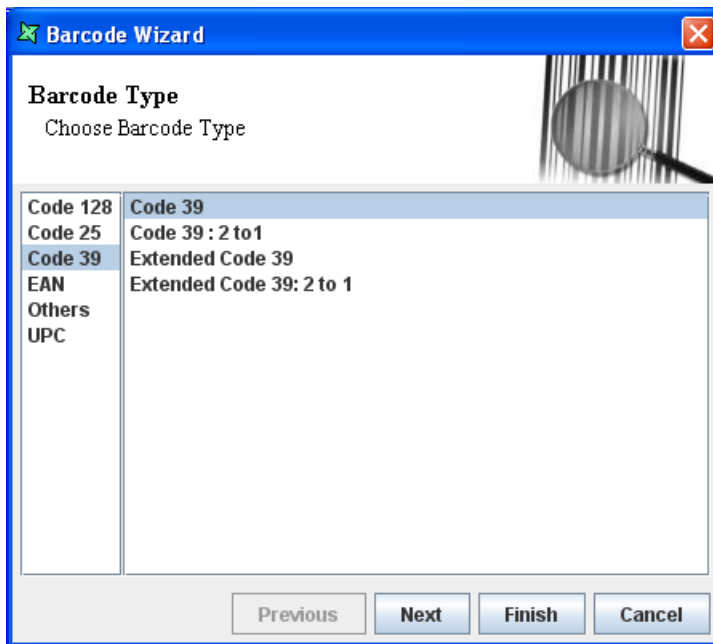 Barcode Wizard
Barcode Type
Choose Barcode Type
Code 128
Code 25
Code 39
EAN
Others
UPC
Code 39
Code 39 : 2 to1
Extended Code 39
Extended Code 39: 2 to 1
Previous
Next
Finish
Cancel